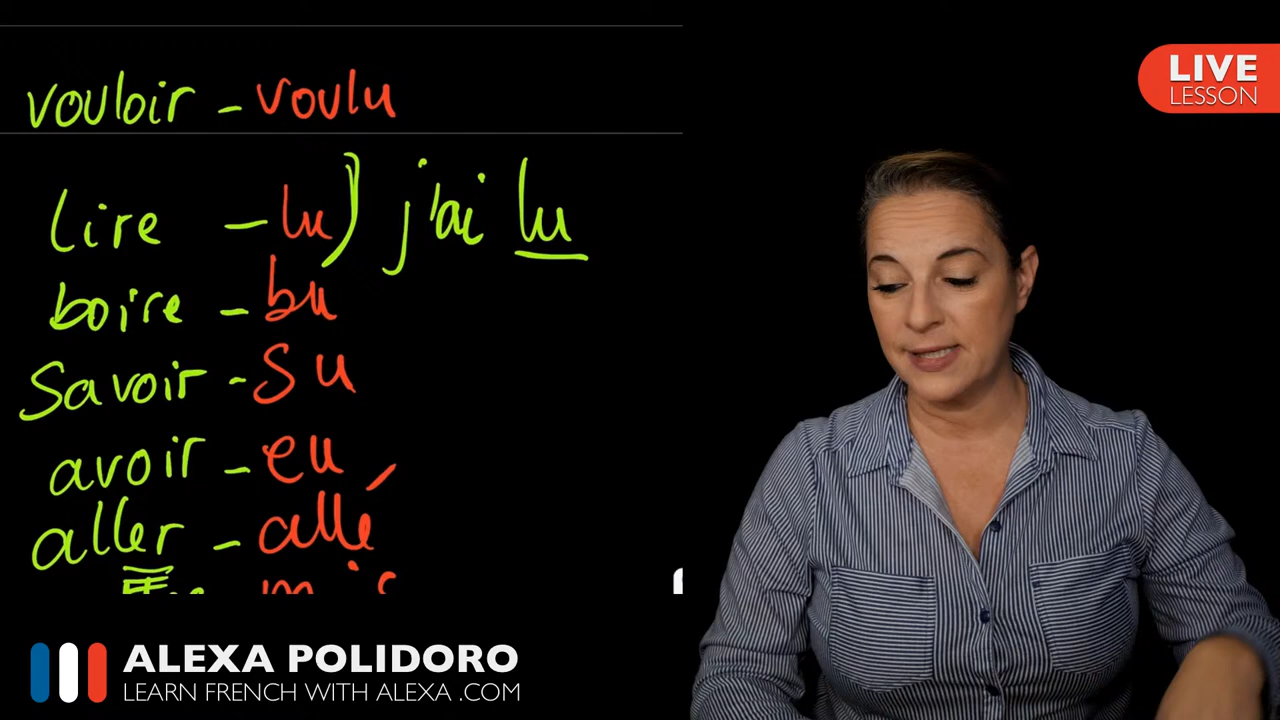 vouloir - voulu
lire - lu) j'ai lu
boire - bu
savoir - su
avoir - eu
aller - allé
mis
LIVE
LESSON
ALEXA POLIDORO
LEARN FRENCH WITH ALEXA .COM